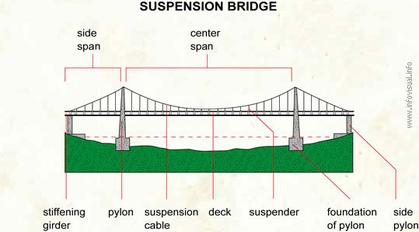 SUSPENSION BRIDGE
side
span
center
span
www.infovisual.info
stiffening
girder
pylon
suspension
cable
deck
suspender
foundation
of pylon
side
pylon